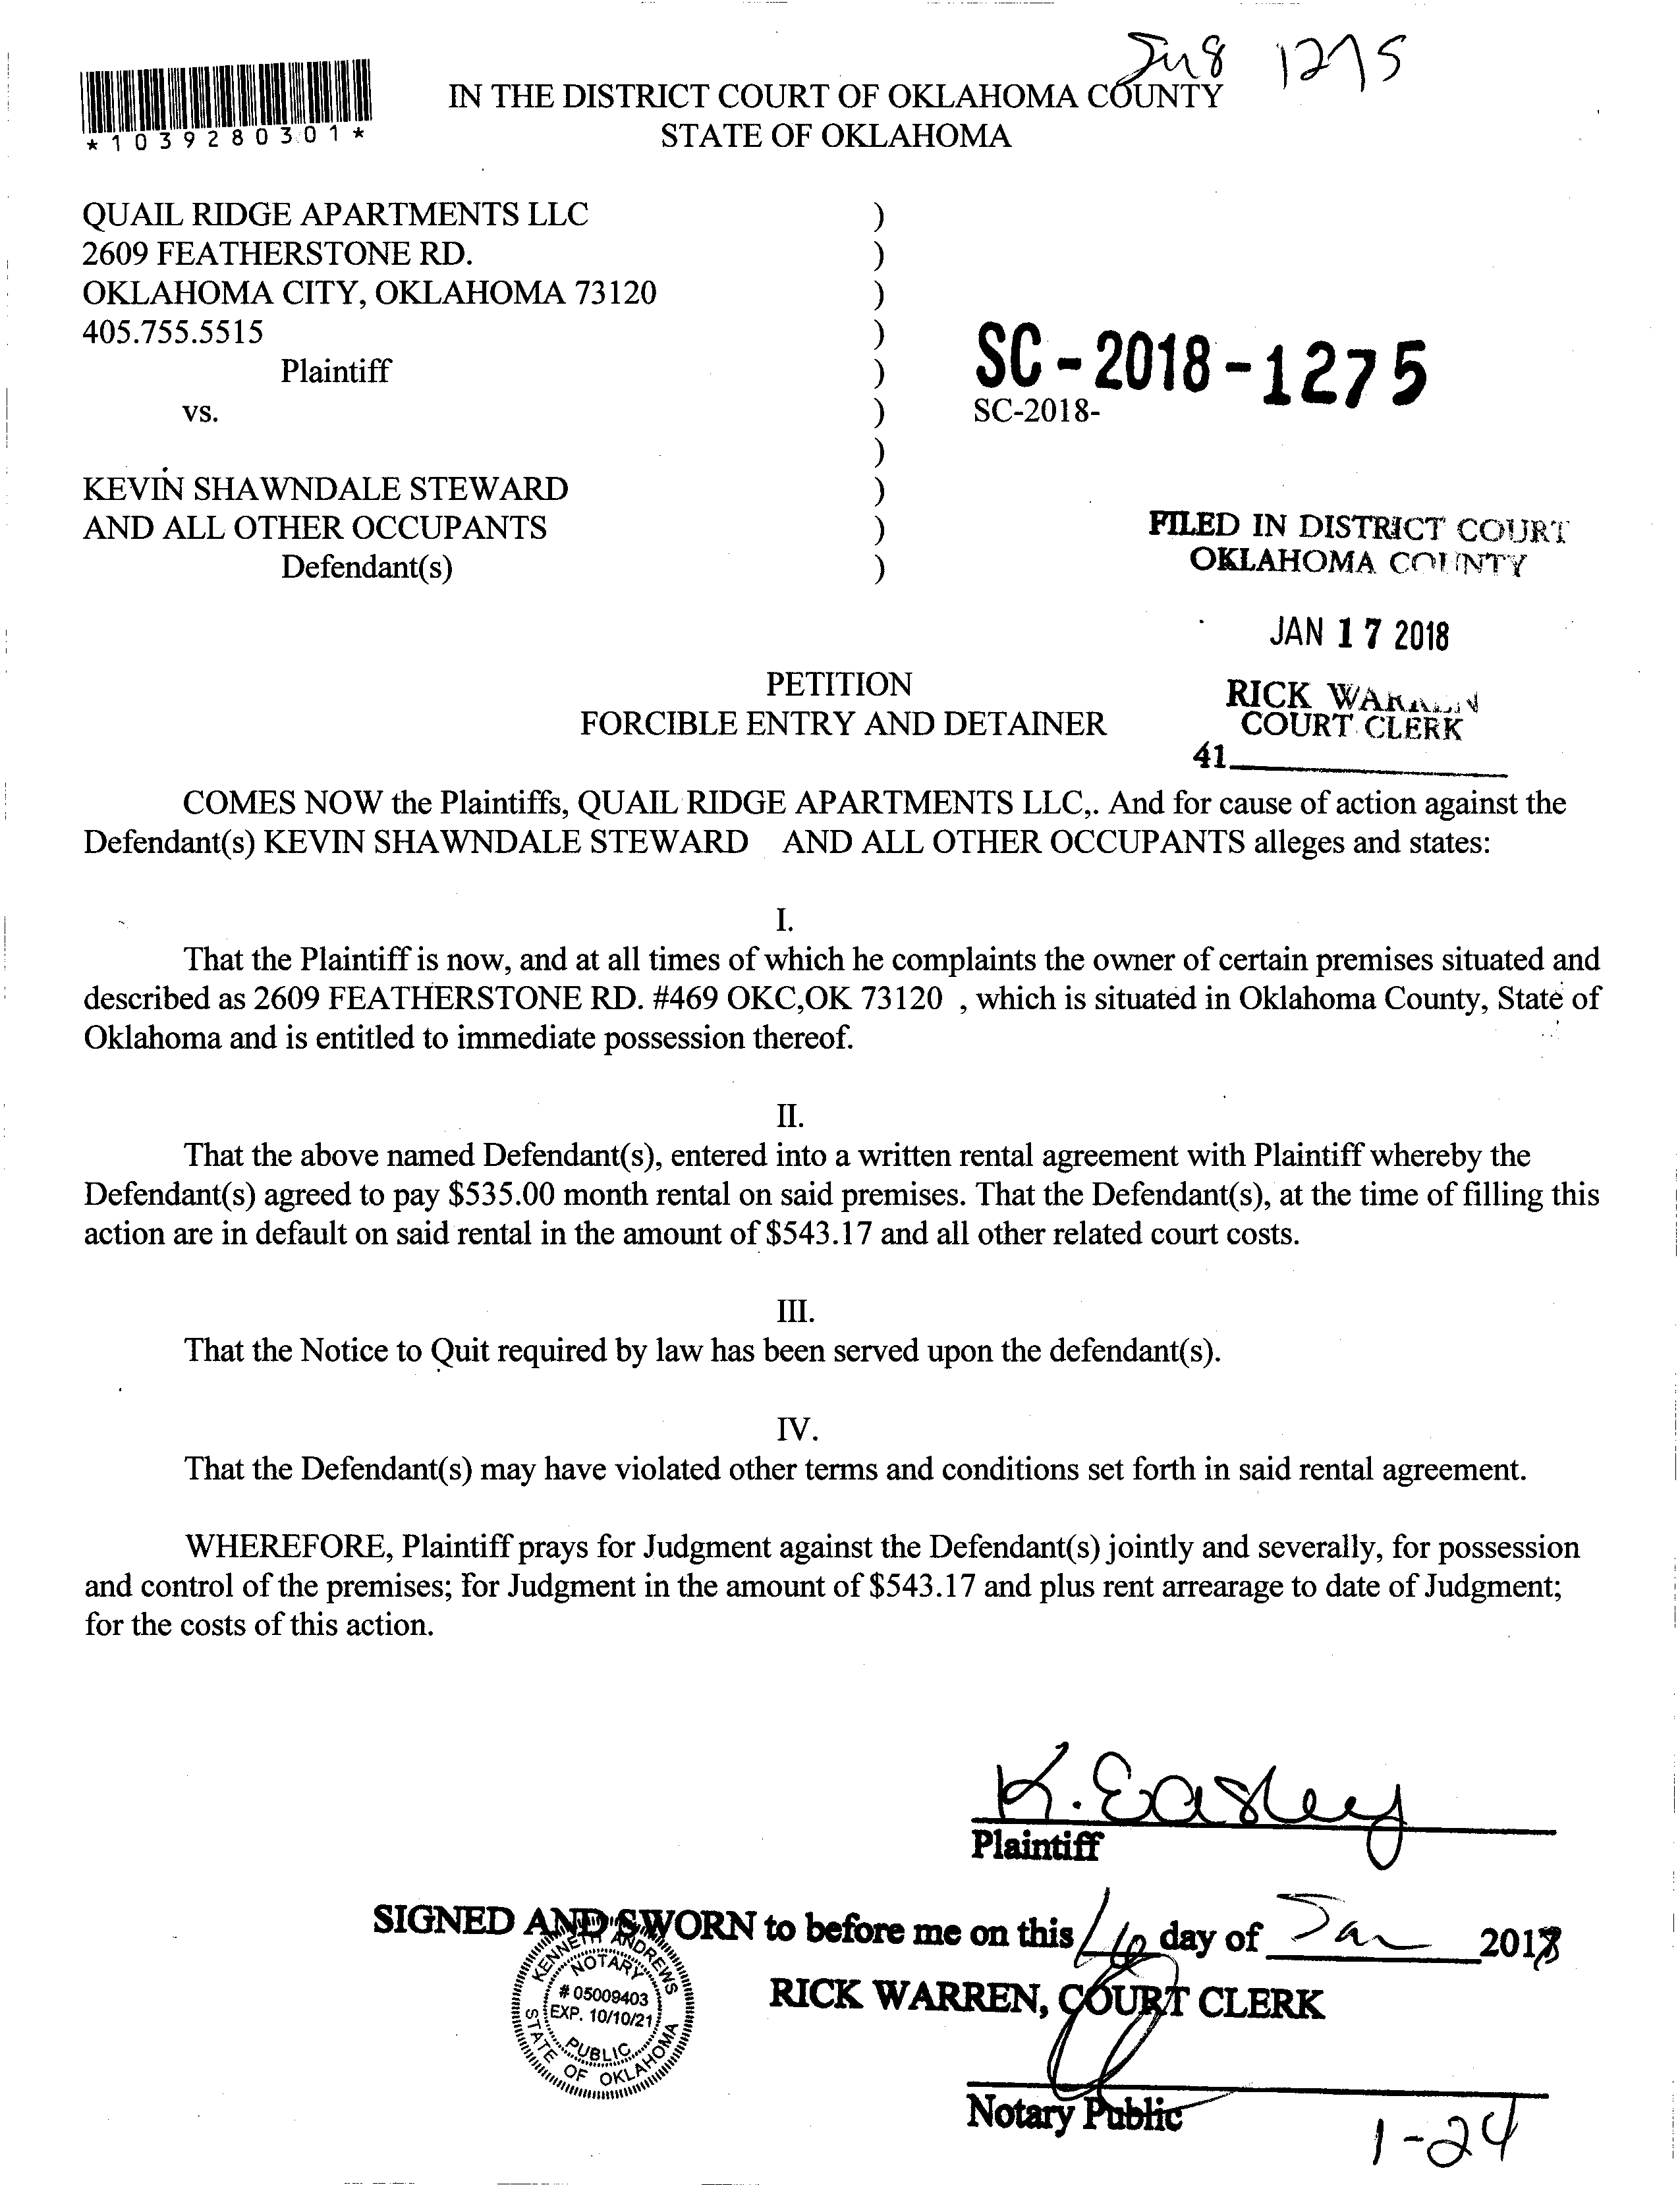 Jug 1275
*1039280301*
IN THE DISTRICT COURT OF OKLAHOMA COUNTY
STATE OF OKLAHOMA
QUAIL RIDGE APARTMENTS LLC )
2609 FEATHERSTONE RD. )
OKLAHOMA CITY, OKLAHOMA 73120 )
405.755.5515 )
Plaintiff )
SC-2018-1275
vs. ) SC-2018-
)
KEVIN SHAWNDALE STEWARD )
AND ALL OTHER OCCUPANTS )
Defendant(s) )
FILED IN DISTRICT COURT
OKLAHOMA COUNTY
JAN 17 2018
RICK WARREN
COURT CLERK
41
PETITION
FORCIBLE ENTRY AND DETAINER
COMES NOW the Plaintiffs, QUAIL RIDGE APARTMENTS LLC,. And for cause of action against the
Defendant(s) KEVIN SHAWNDALE STEWARD AND ALL OTHER OCCUPANTS alleges and states:
I.
That the Plaintiff is now, and at all times of which he complaints the owner of certain premises situated and
described as 2609 FEATHERSTONE RD. #469 OKC,OK 73120 , which is situated in Oklahoma County, State of
Oklahoma and is entitled to immediate possession thereof.
II.
That the above named Defendant(s), entered into a written rental agreement with Plaintiff whereby the
Defendant(s) agreed to pay $535.00 month rental on said premises. That the Defendant(s), at the time of filling this
action are in default on said rental in the amount of $543.17 and all other related court costs.
III.
That the Notice to Quit required by law has been served upon the defendant(s).
IV.
That the Defendant(s) may have violated other terms and conditions set forth in said rental agreement.
WHEREFORE, Plaintiff prays for Judgment against the Defendant(s) jointly and severally, for possession
and control of the premises; for Judgment in the amount of $543.17 and plus rent arrearage to date of Judgment;
for the costs of this action.
K. Easley
Plaintiff
SIGNED AND SWORN to before me on this 16 day of Jan 2018
KENNETH ANDREWS
NOTARY
# 05009403
EXP. 10/10/21
PUBLIC
STATE OF OKLAHOMA
RICK WARREN, COURT CLERK
Notary Public
1-24